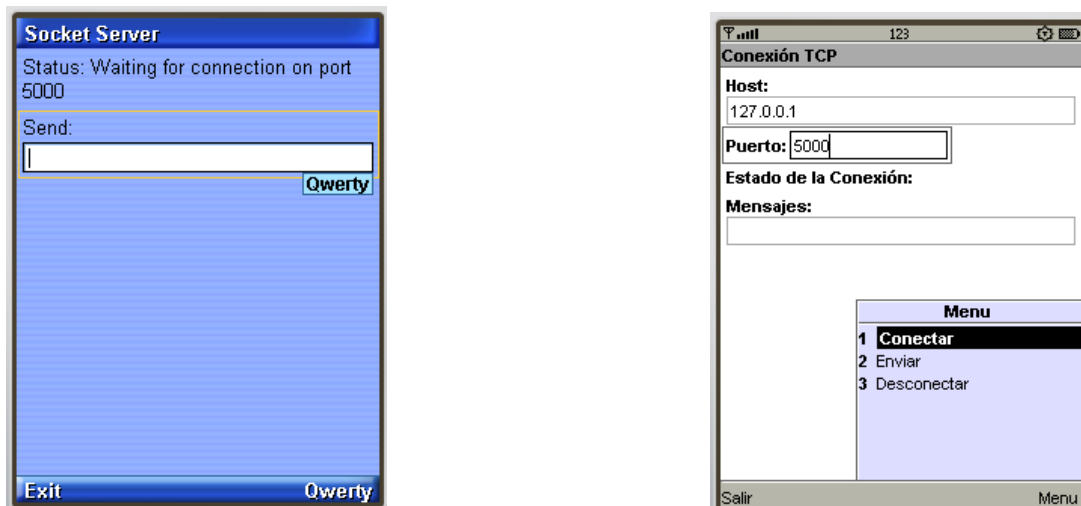 Socket Server
Status: Waiting for connection on port
5000
Send:
Qwerty
Exit Qwerty
123
Conexión TCP
Host:
127.0.0.1
Puerto: 5000
Estado de la Conexión:
Mensajes:
Menu
1 Conectar
2 Enviar
3 Desconectar
Salir Menu